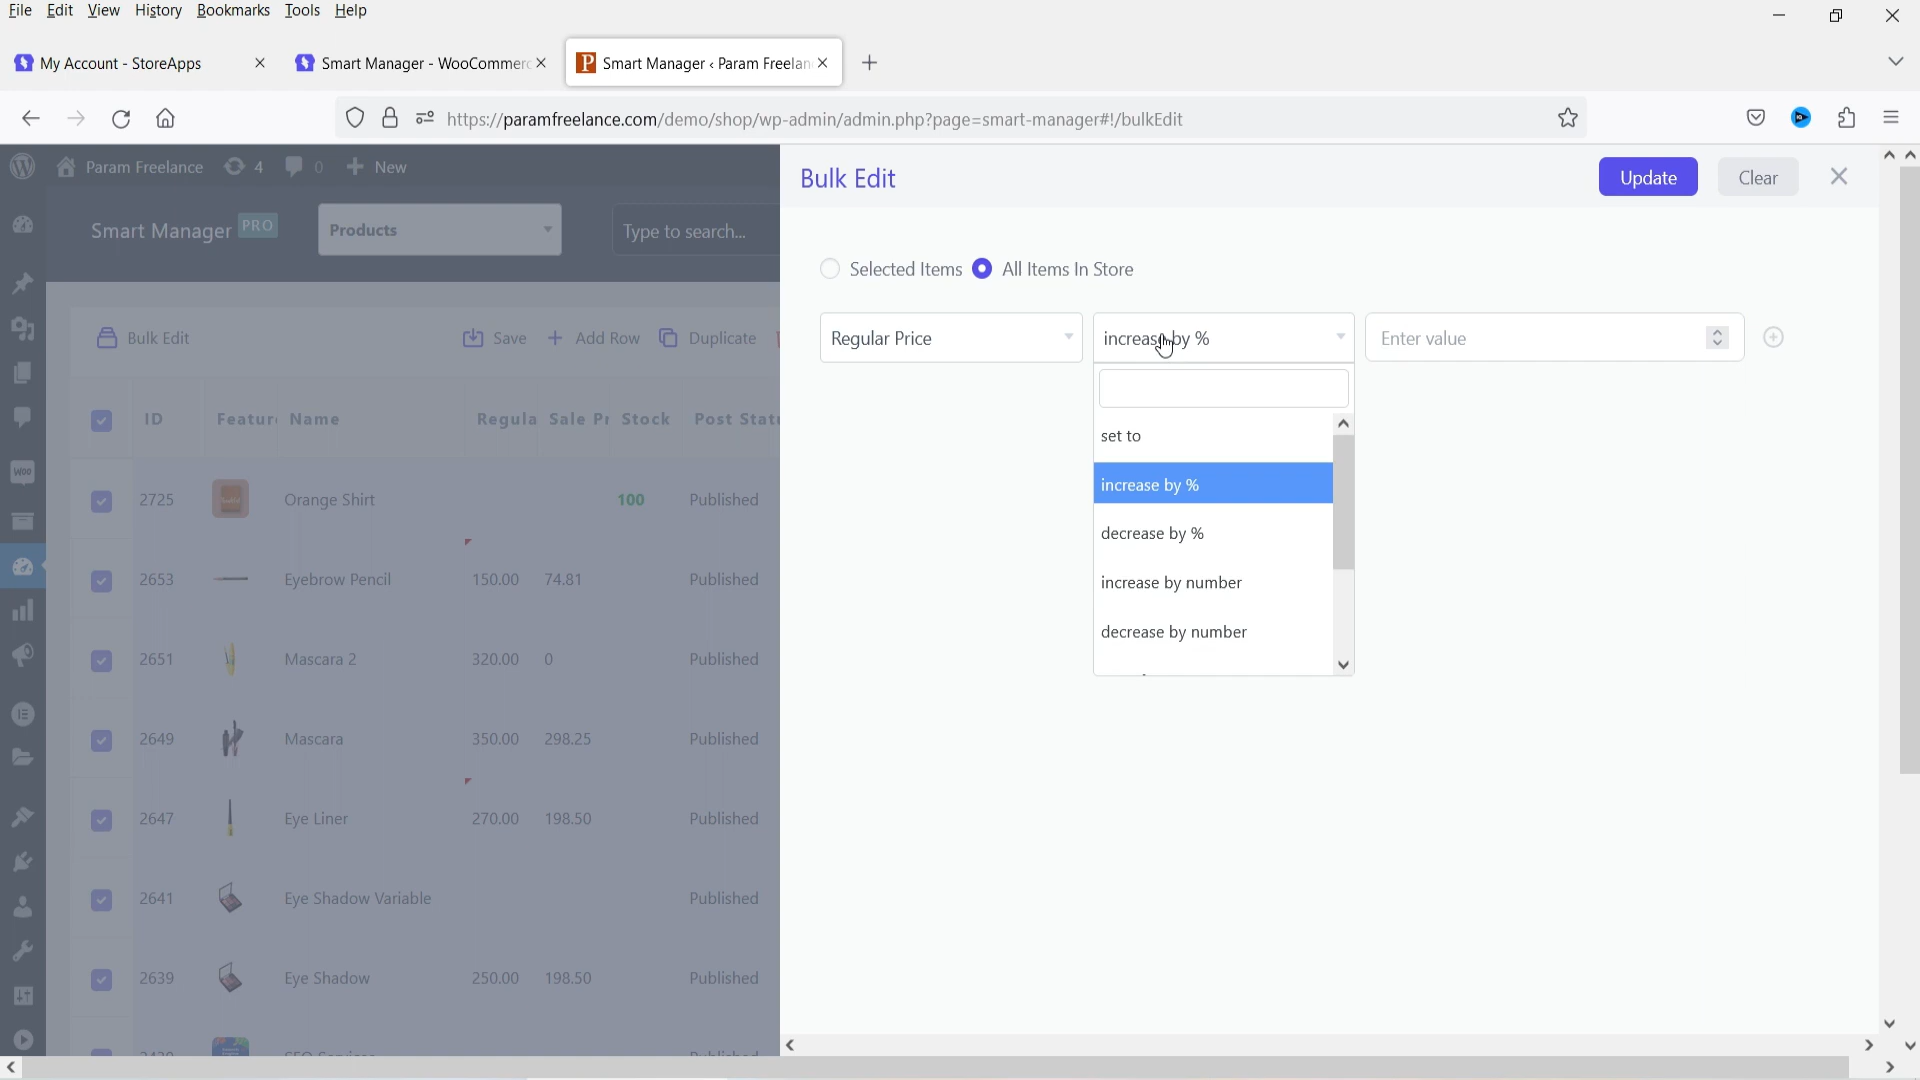 File Edit View History Bookmarks Tools Help
My Account - StoreApps
Smart Manager - WooCommerc
Smart Manager ‹ Param Freelan
https://paramfreelance.com/demo/shop/wp-admin/admin.php?page=smart-manager#!/bulkEdit
Param Freelance 4 0 New
Bulk Edit
Update
Clear
Smart Manager PRO
Products
Type to search...
Selected Items All Items In Store
Bulk Edit Save Add Row Duplicate
Regular Price
increase by %
Enter value
ID Featur Name Regula Sale Pr Stock Post Stat
set to
increase by %
decrease by %
increase by number
decrease by number
2725 Orange Shirt 100 Published
2653 Eyebrow Pencil 150.00 74.81 Published
2651 Mascara 2 320.00 0 Published
2649 Mascara 350.00 298.25 Published
2647 Eye Liner 270.00 198.50 Published
2641 Eye Shadow Variable Published
2639 Eye Shadow 250.00 198.50 Published
Woo